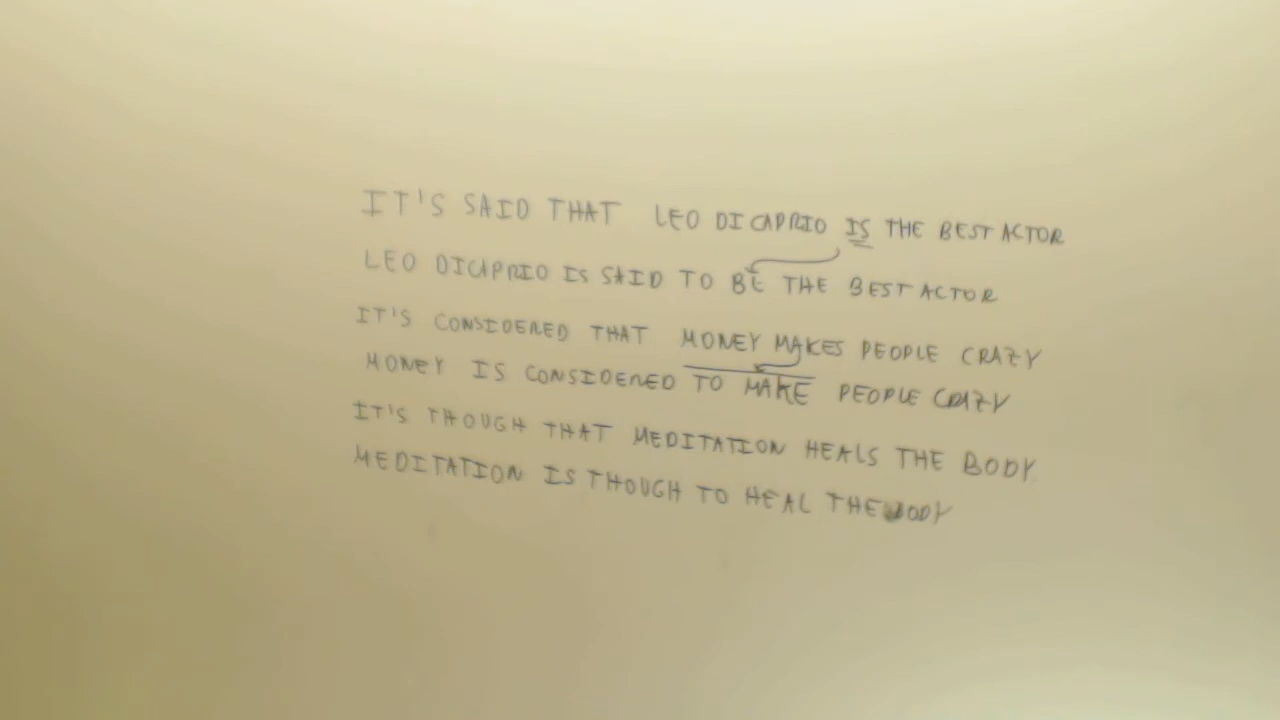 IT'S SAID THAT LEO DICAPRIO IS THE BEST ACTOR
LEO DICAPRIO IS SAID TO BE THE BEST ACTOR
IT'S CONSIDERED THAT MONEY MAKES PEOPLE CRAZY
MONEY IS CONSIDERED TO MAKE PEOPLE CRAZY
IT'S THOUGH THAT MEDITATION HEALS THE BODY.
MEDITATION IS THOUGH TO HEAL THE BODY